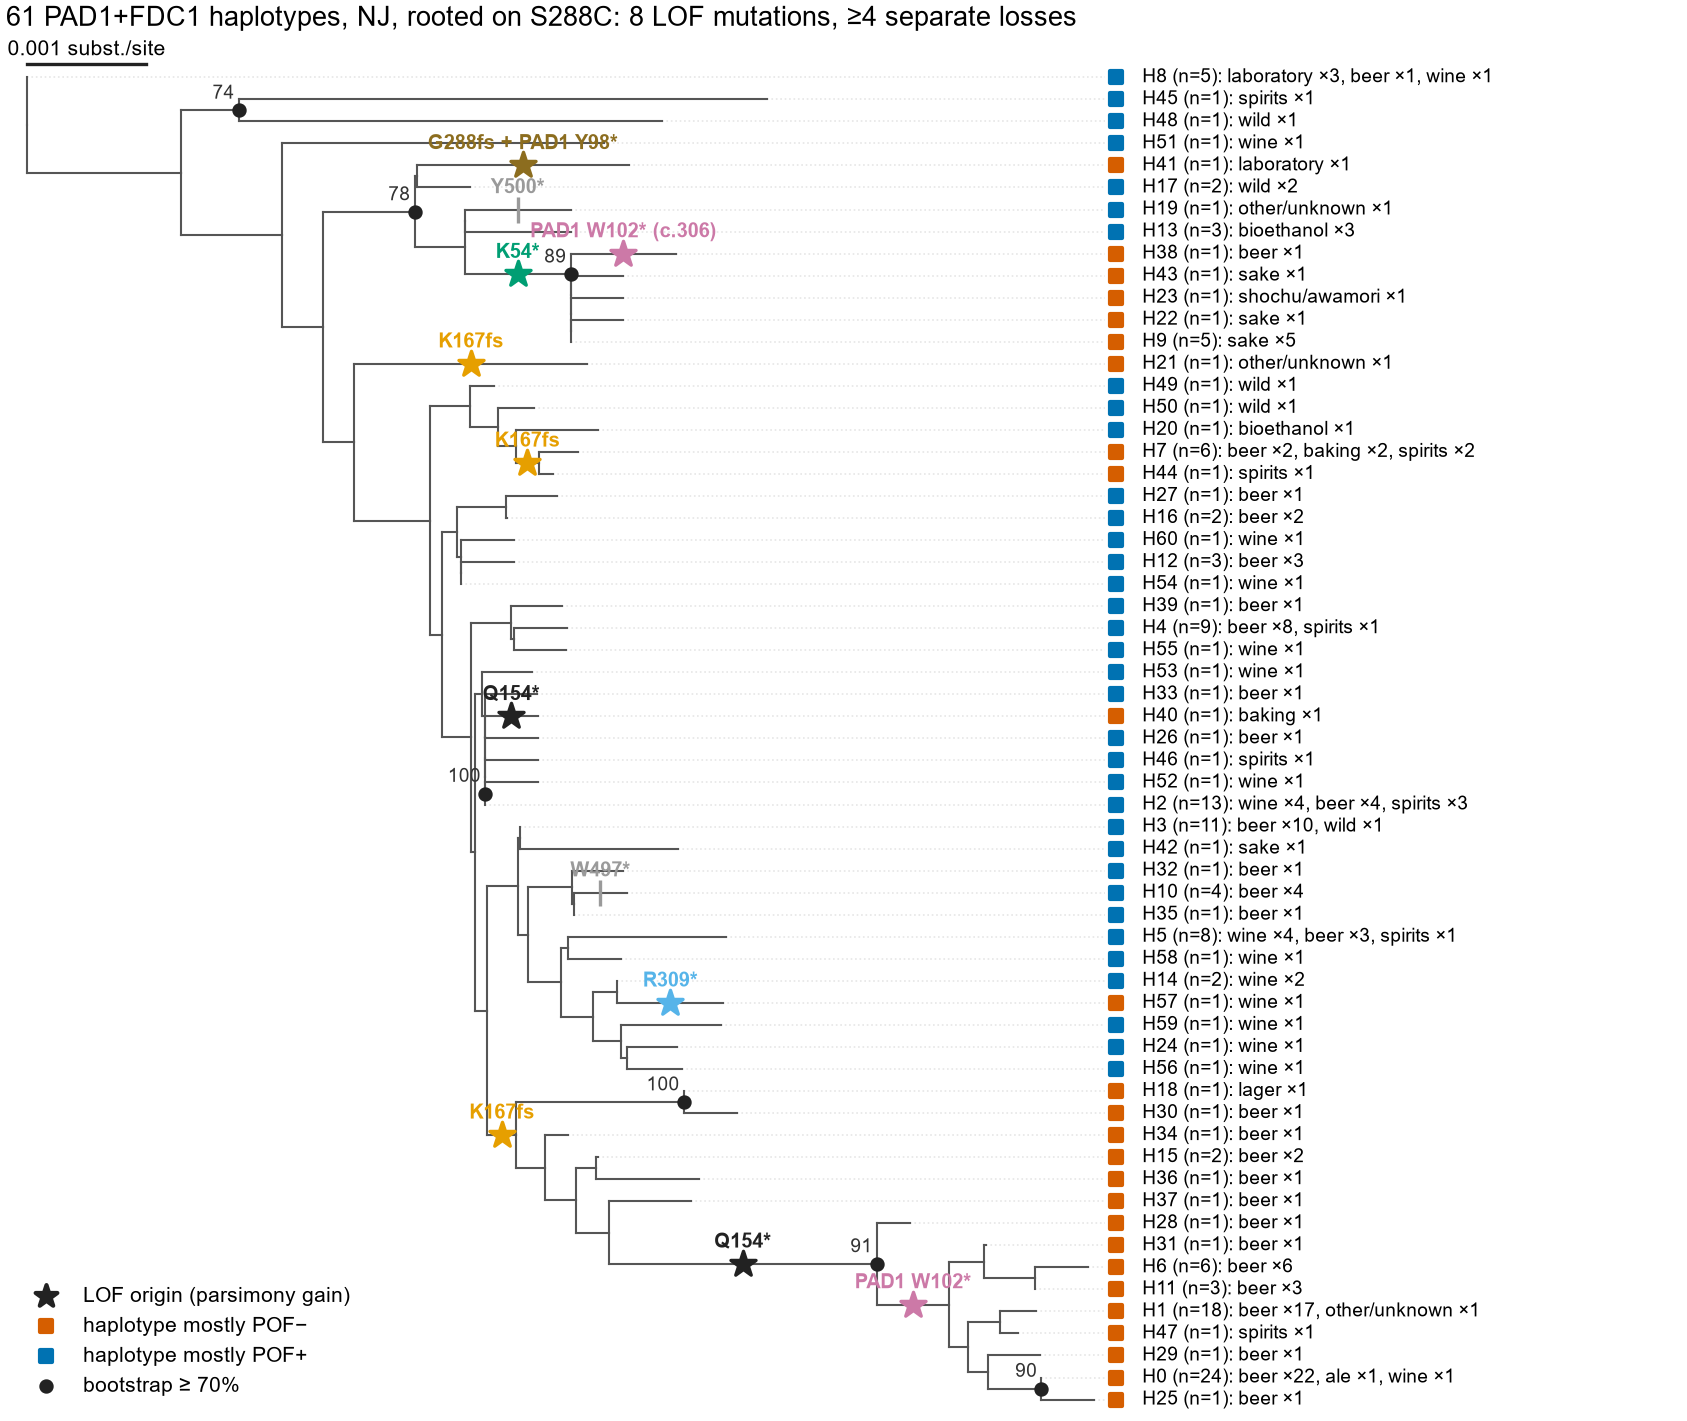 61 PAD1+FDC1 haplotypes, NJ, rooted on S288C: 8 LOF mutations, ≥4 separate losses
0.001 subst./site
H8 (n=5): laboratory ×3, beer ×1, wine ×1
74
H45 (n=1): spirits ×1
H48 (n=1): wild ×1
G288fs + PAD1 Y98*
H51 (n=1): wine ×1
H41 (n=1): laboratory ×1
78
Y500*
H17 (n=2): wild ×2
H19 (n=1): other/unknown ×1
PAD1 W102* (c.306)
H13 (n=3): bioethanol ×3
K54*
89
H38 (n=1): beer ×1
H43 (n=1): sake ×1
H23 (n=1): shochu/awamori ×1
H22 (n=1): sake ×1
K167fs
H9 (n=5): sake ×5
H21 (n=1): other/unknown ×1
H49 (n=1): wild ×1
H50 (n=1): wild ×1
H20 (n=1): bioethanol ×1
K167fs
H7 (n=6): beer ×2, baking ×2, spirits ×2
H44 (n=1): spirits ×1
H27 (n=1): beer ×1
H16 (n=2): beer ×2
H60 (n=1): wine ×1
H12 (n=3): beer ×3
H54 (n=1): wine ×1
H39 (n=1): beer ×1
H4 (n=9): beer ×8, spirits ×1
H55 (n=1): wine ×1
H53 (n=1): wine ×1
Q154*
H33 (n=1): beer ×1
H40 (n=1): baking ×1
H26 (n=1): beer ×1
H46 (n=1): spirits ×1
100
H52 (n=1): wine ×1
H2 (n=13): wine ×4, beer ×4, spirits ×3
H3 (n=11): beer ×10, wild ×1
H42 (n=1): sake ×1
W497*
H32 (n=1): beer ×1
H10 (n=4): beer ×4
H35 (n=1): beer ×1
H5 (n=8): wine ×4, beer ×3, spirits ×1
H58 (n=1): wine ×1
R309*
H14 (n=2): wine ×2
H57 (n=1): wine ×1
H59 (n=1): wine ×1
H24 (n=1): wine ×1
H56 (n=1): wine ×1
100
H18 (n=1): lager ×1
K167fs
H30 (n=1): beer ×1
H34 (n=1): beer ×1
H15 (n=2): beer ×2
H36 (n=1): beer ×1
H37 (n=1): beer ×1
H28 (n=1): beer ×1
Q154*
91
H31 (n=1): beer ×1
H6 (n=6): beer ×6
PAD1 W102*
H11 (n=3): beer ×3
H1 (n=18): beer ×17, other/unknown ×1
H47 (n=1): spirits ×1
H29 (n=1): beer ×1
90
H0 (n=24): beer ×22, ale ×1, wine ×1
H25 (n=1): beer ×1
LOF origin (parsimony gain)
haplotype mostly POF−
haplotype mostly POF+
bootstrap ≥ 70%